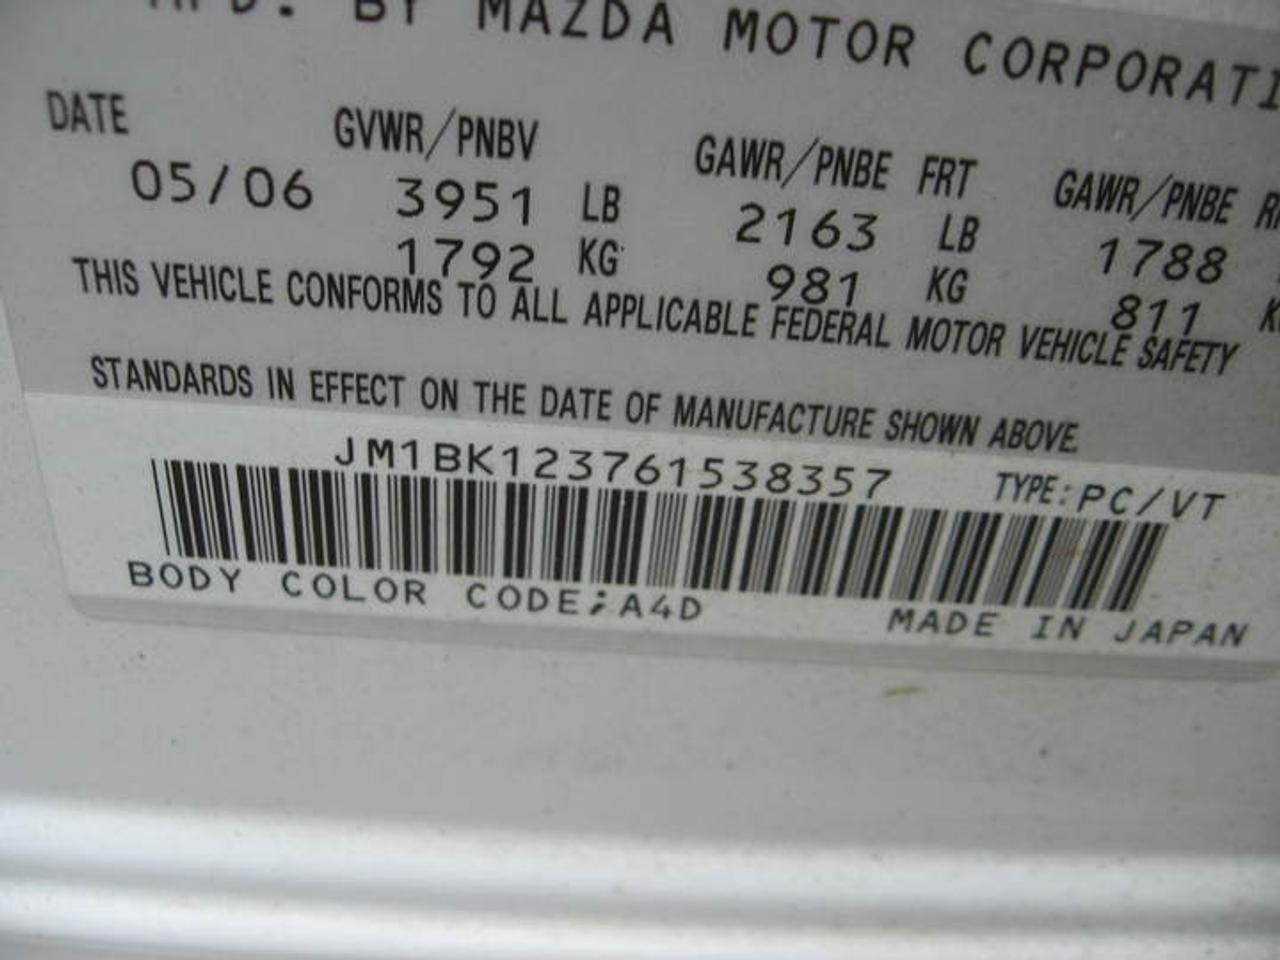 MFD. BY MAZDA MOTOR CORPORATI
DATE GVWR/PNBV GAWR/PNBE FRT GAWR/PNBE
05/06 3951 LB 2163 LB 1788
1792 KG 981 KG 811
THIS VEHICLE CONFORMS TO ALL APPLICABLE FEDERAL MOTOR VEHICLE SAFETY
STANDARDS IN EFFECT ON THE DATE OF MANUFACTURE SHOWN ABOVE.
JM1BK123761538357 TYPE: PC/VT
BODY COLOR CODE;A4D MADE IN JAPAN